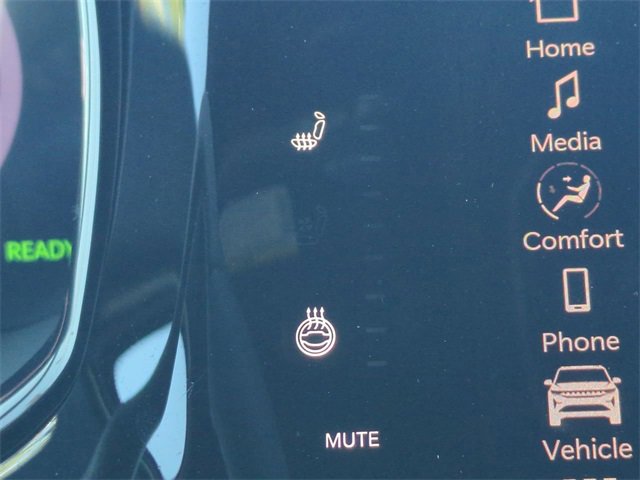 Home
Media
READY
Comfort
Phone
MUTE
Vehicle